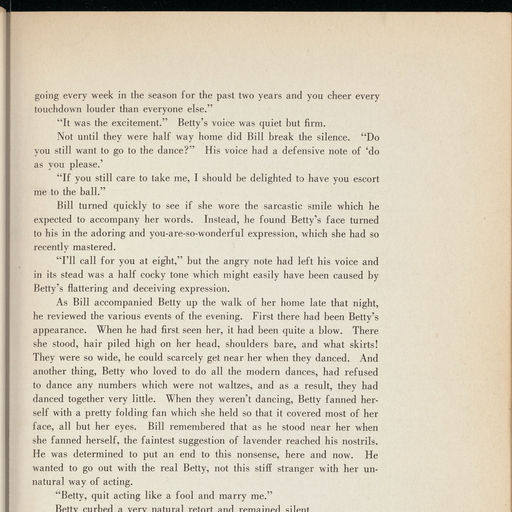 going every week in the season for the past two years and you cheer every
touchdown louder than everyone else."
"It was the excitement." Betty's voice was quiet but firm.
Not until they were half way home did Bill break the silence. "Do
you still want to go to the dance?" His voice had a defensive note of 'do
as you please.'
"If you still care to take me, I should be delighted to have you escort
me to the ball."
Bill turned quickly to see if she wore the sarcastic smile which he
expected to accompany her words. Instead, he found Betty's face turned
to his in the adoring and you-are-so-wonderful expression, which she had so
recently mastered.
"I'll call for you at eight," but the angry note had left his voice and
in its stead was a half cocky tone which might easily have been caused by
Betty's flattering and deceiving expression.
As Bill accompanied Betty up the walk of her home late that night,
he reviewed the various events of the evening. First there had been Betty's
appearance. When he had first seen her, it had been quite a blow. There
she stood, hair piled high on her head, shoulders bare, and what skirts!
They were so wide, he could scarcely get near her when they danced. And
another thing, Betty who loved to do all the modern dances, had refused
to dance any numbers which were not waltzes, and as a result, they had
danced together very little. When they weren't dancing, Betty fanned her-
self with a pretty folding fan which she held so that it covered most of her
face, all but her eyes. Bill remembered that as he stood near her when
she fanned herself, the faintest suggestion of lavender reached his nostrils.
He was determined to put an end to this nonsense, here and now. He
wanted to go out with the real Betty, not this stiff stranger with her un-
natural way of acting.
"Betty, quit acting like a fool and marry me."
Betty curbed a very natural retort and remained silent